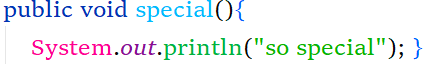 public void special(){
System.out.println("so special"); }